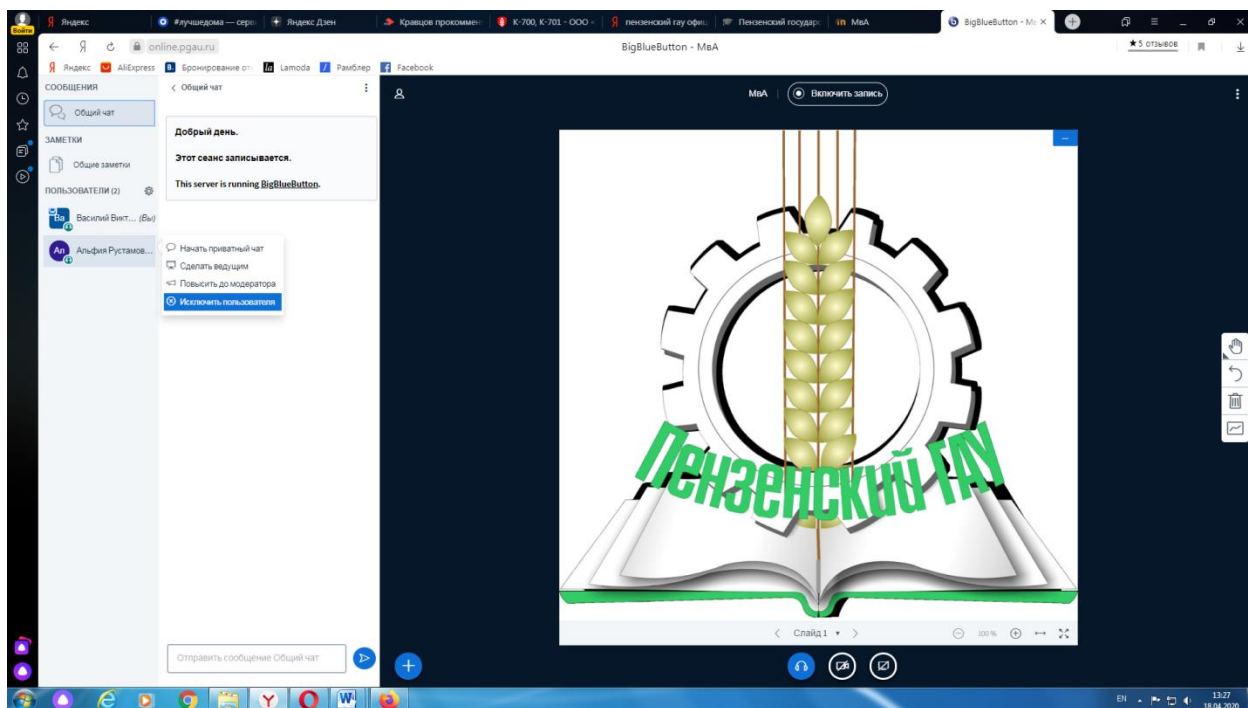 Войти
Яндекс
#лучшедома — серв
Яндекс Дзен
Кравцов прокоммен
К-700, К-701 - ООО «
пензенский гау офиц
Пензенский государс
МвА
BigBlueButton - Мв
online.pgau.ru
BigBlueButton - МвА
★5 отзывов
Яндекс
AliExpress
Бронирование от
Lamoda
Рамблер
Facebook
СООБЩЕНИЯ
Общий чат
ЗАМЕТКИ
Общие заметки
ПОЛЬЗОВАТЕЛИ (2)
Ва
Василий Викт... (Вы)
Ал
Альфия Рустамов...
Общий чат
Добрый день.
Этот сеанс записывается.
This server is running BigBlueButton.
Начать приватный чат
Сделать ведущим
Повысить до модератора
Исключить пользователя
Отправить сообщение Общий чат
МвА
Включить запись
Пензенский ГАУ
Слайд 1
100%
EN
13:27
18.04.2020